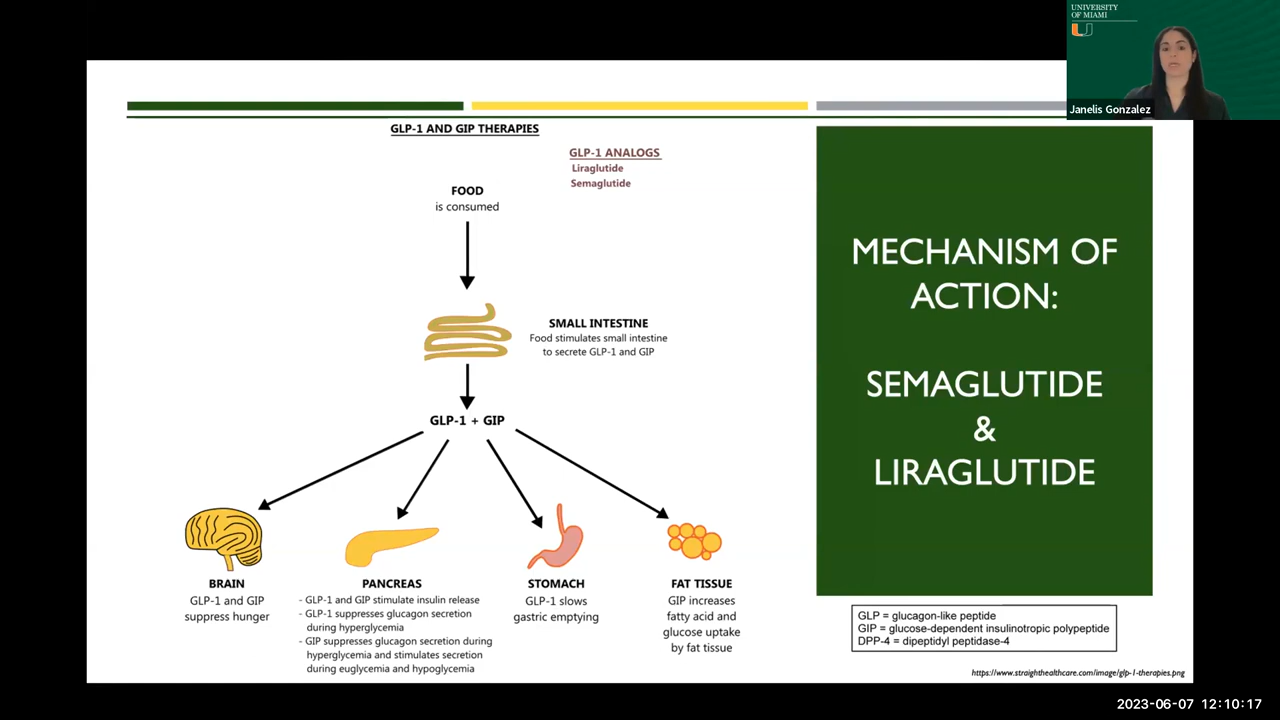 UNIVERSITY
OF MIAMI
Janelis Gonzalez
GLP-1 AND GIP THERAPIES
GLP-1 ANALOGS
Liraglutide
Semaglutide
FOOD
is consumed
SMALL INTESTINE
Food stimulates small intestine
to secrete GLP-1 and GIP
GLP-1 + GIP
BRAIN
GLP-1 and GIP
suppress hunger
PANCREAS
- GLP-1 and GIP stimulate insulin release
- GLP-1 suppresses glucagon secretion
during hyperglycemia
- GIP suppresses glucagon secretion during
hyperglycemia and stimulates secretion
during euglycemia and hypoglycemia
STOMACH
GLP-1 slows
gastric emptying
FAT TISSUE
GIP increases
fatty acid and
glucose uptake
by fat tissue
MECHANISM OF
ACTION:
SEMAGLUTIDE
&
LIRAGLUTIDE
GLP = glucagon-like peptide
GIP = glucose-dependent insulinotropic polypeptide
DPP-4 = dipeptidyl peptidase-4
https://www.straighthealthcare.com/image/glp-1-therapies.png
2023-06-07 12:10:17